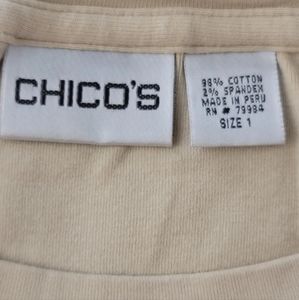 CHICO'S
98% COTTON
2% SPANDEX
MADE IN PERU
RN # 79984
SIZE 1